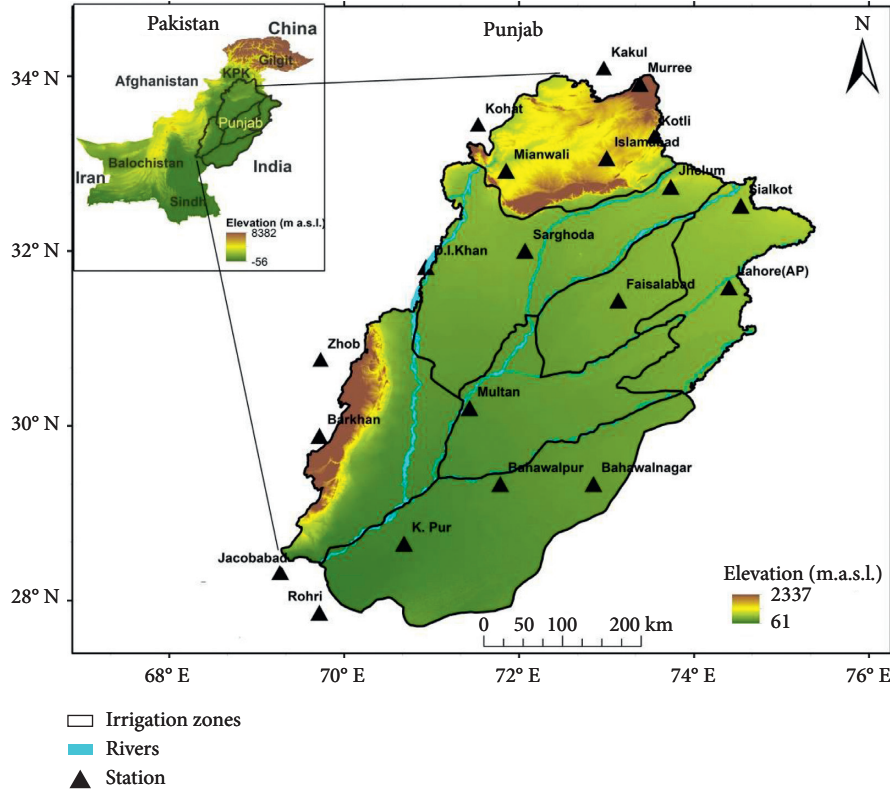 Pakistan
China
Gilgit
KPK
Afghanistan
Punjab
Balochistan
India
Iran
Sindh
Elevation (m a.s.l.)
8382
-56
Punjab
N
34° N
32° N
30° N
28° N
Kakul
Murree
Kohat
Kotli
Islamabad
Mianwali
Jhelum
Sialkot
Sarghoda
D.I.Khan
Lahore(AP)
Faisalabad
Zhob
Multan
Barkhan
Bahawalpur
Bahawalnagar
K. Pur
Jacobabad
Rohri
Elevation (m.a.s.l.)
2337
61
0 50 100 200 km
68° E 70° E 72° E 74° E 76° E
Irrigation zones
Rivers
Station